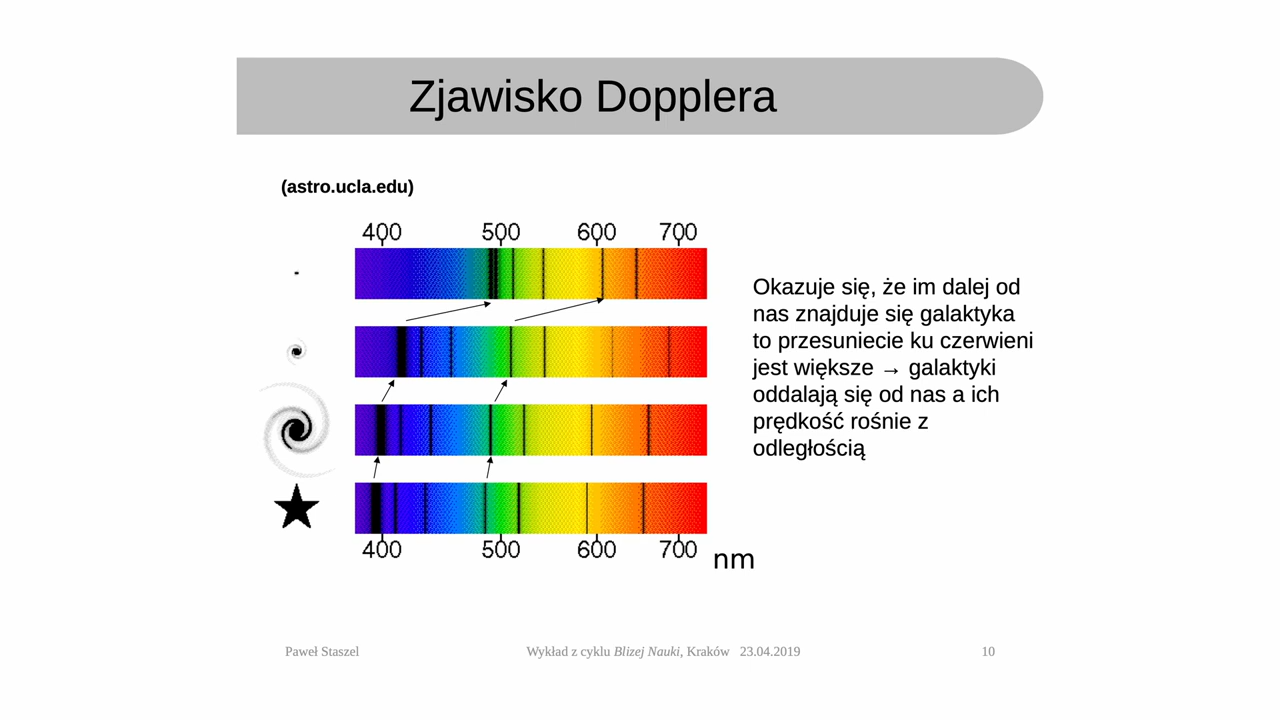 Zjawisko Dopplera
(astro.ucla.edu)
400 500 600 700
Okazuje się, że im dalej od
nas znajduje się galaktyka
to przesuniecie ku czerwieni
jest większe → galaktyki
oddalają się od nas a ich
prędkość rośnie z
odległością
400 500 600 700
nm
Paweł Staszel Wykład z cyklu Blizej Nauki, Kraków 23.04.2019 10